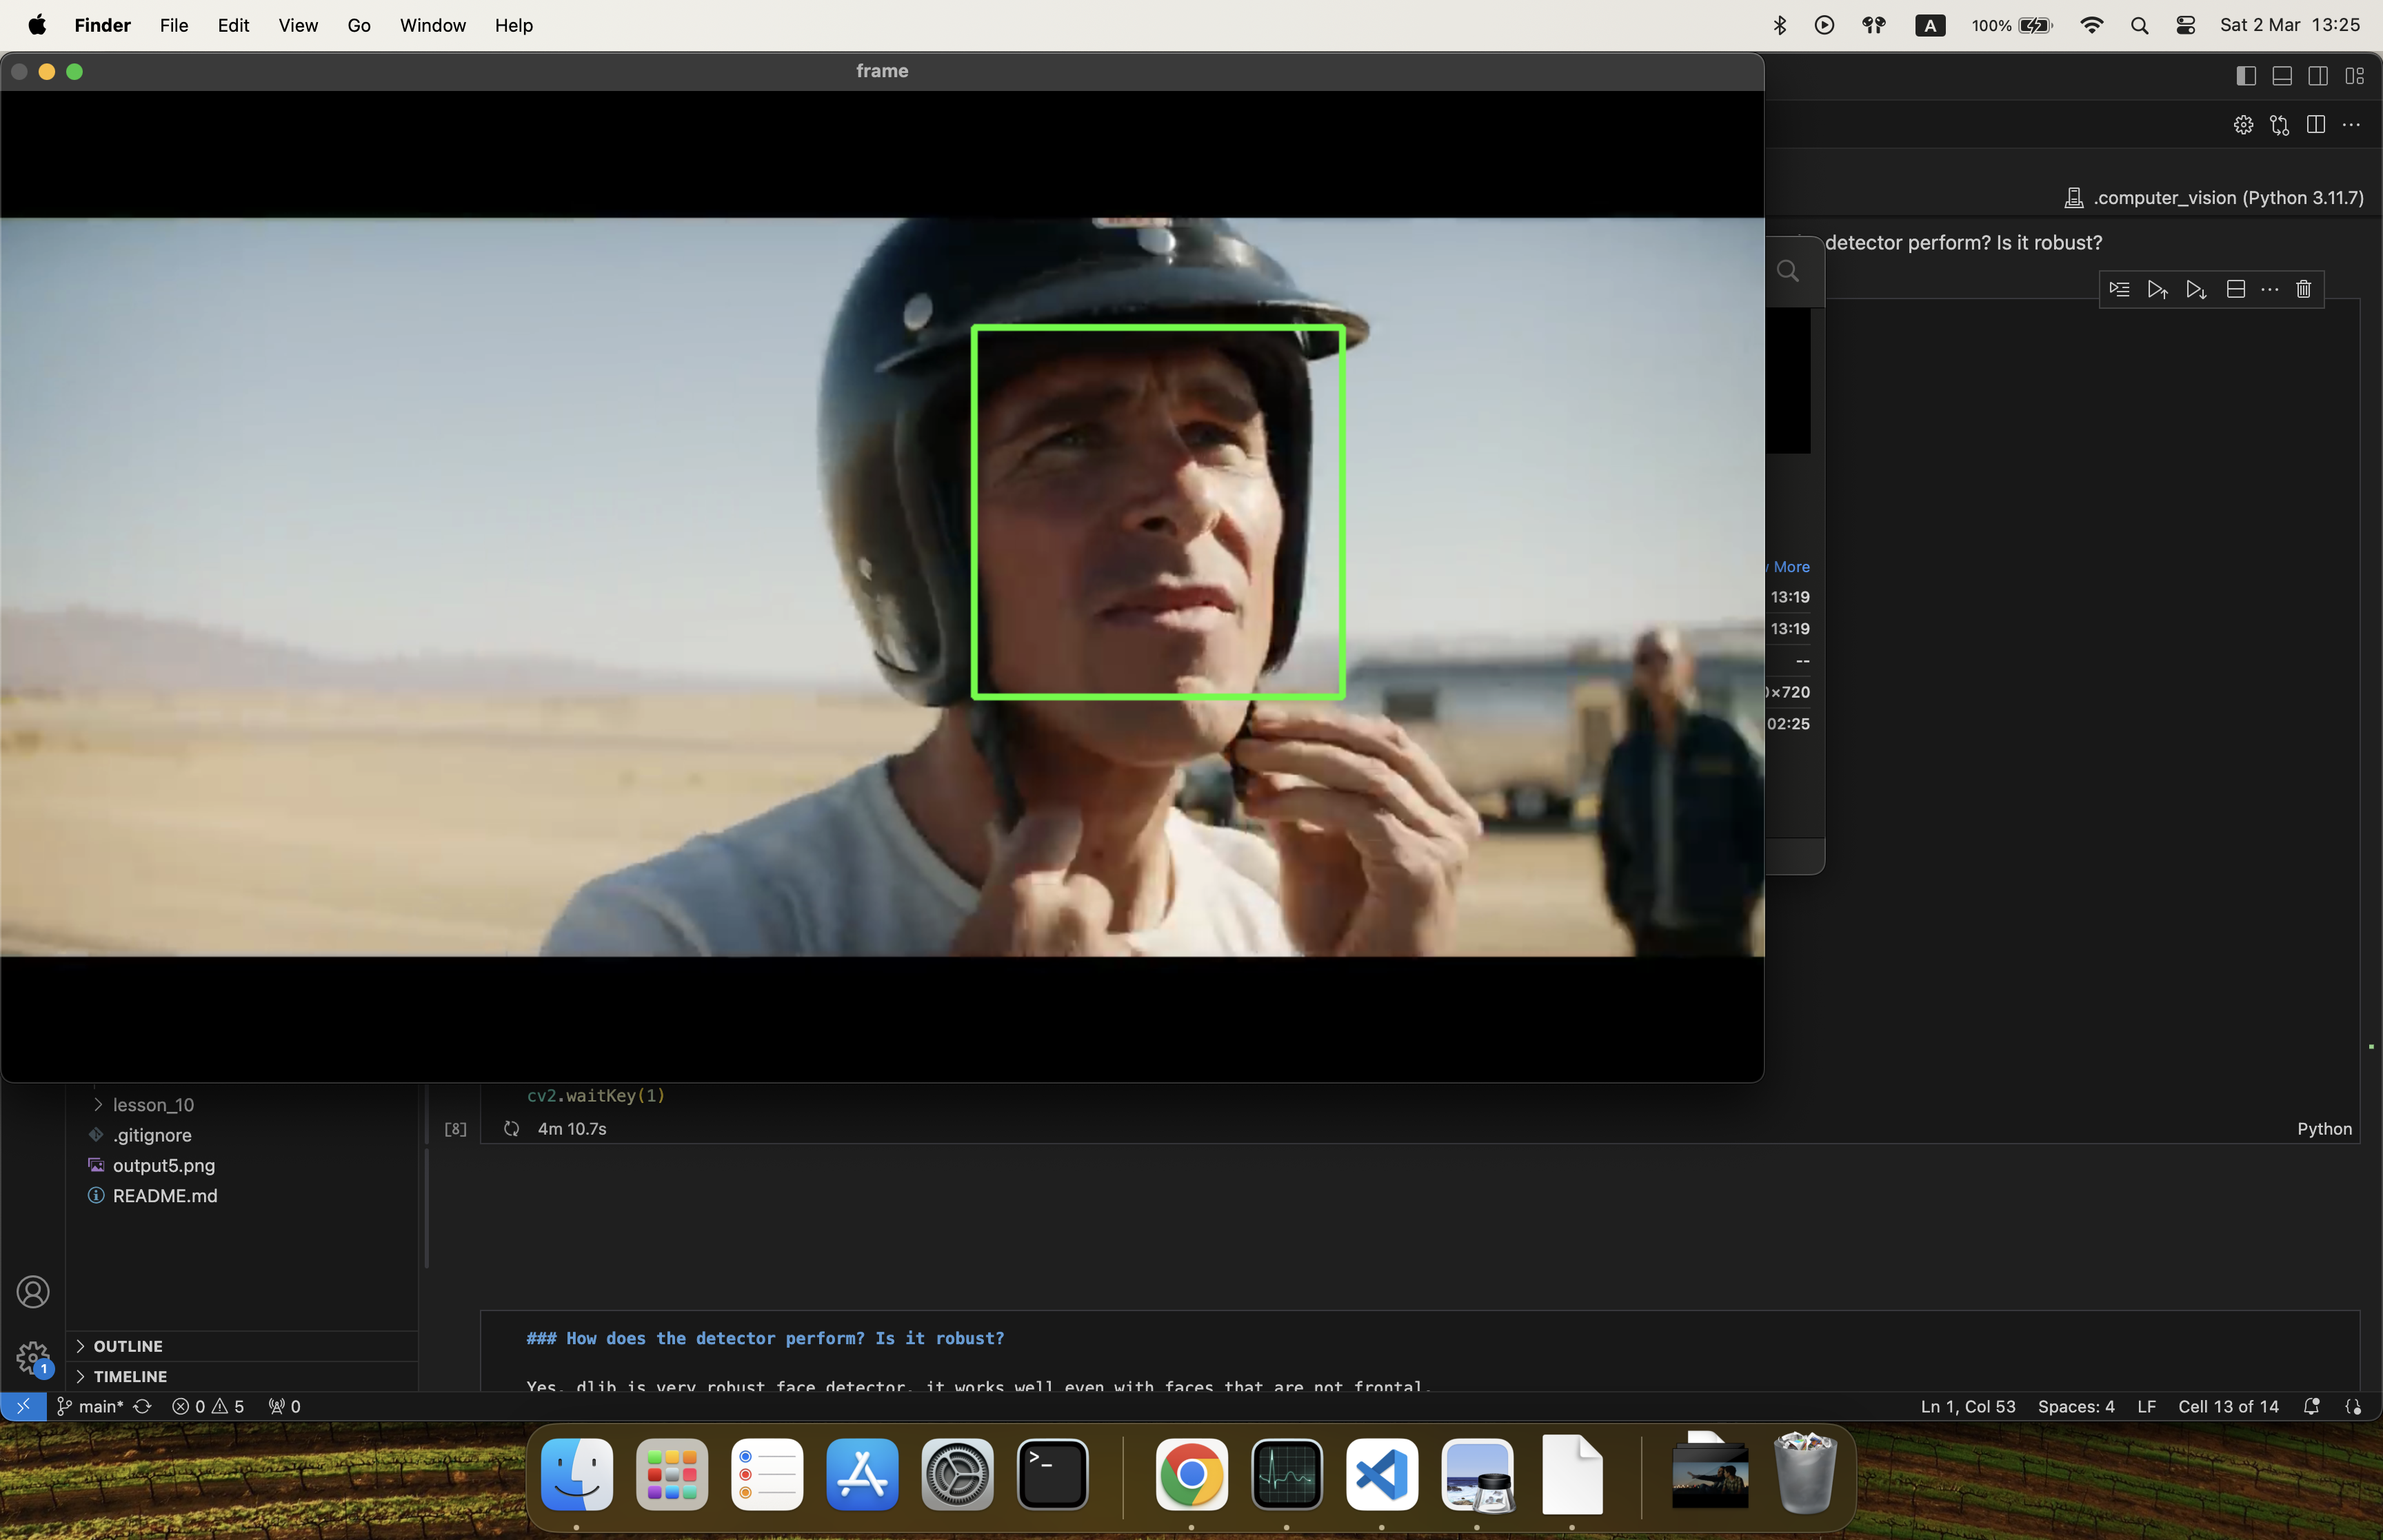 Finder File Edit View Go Window Help
A 100% Sat 2 Mar 13:25
frame
.computer_vision (Python 3.11.7)
detector perform? Is it robust?
More
13:19
13:19
--
×720
02:25
cv2.waitKey(1)
[8] 4m 10.7s
Python
lesson_10
.gitignore
output5.png
README.md
### How does the detector perform? Is it robust?
Yes, dlib is very robust face detector, it works well even with faces that are not frontal.
OUTLINE
TIMELINE
1
main* 0 5 0
Ln 1, Col 53 Spaces: 4 LF Cell 13 of 14
>_